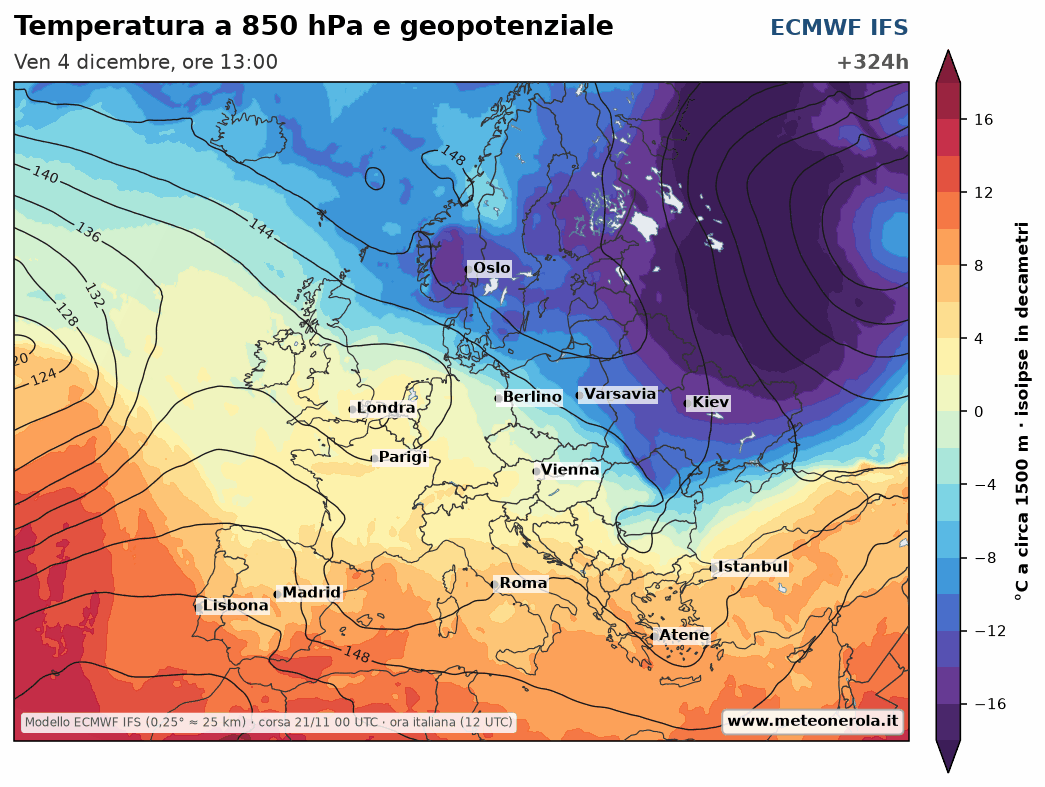 Temperatura a 850 hPa e geopotenziale
ECMWF IFS
Ven 4 dicembre, ore 13:00
+324h
148
140
144
136
132
128
20
124
148
Oslo
Berlino
Varsavia
Kiev
Londra
Parigi
Vienna
Istanbul
Roma
Madrid
Lisbona
Atene
Modello ECMWF IFS (0,25° ≈ 25 km) · corsa 21/11 00 UTC · ora italiana (12 UTC)
www.meteonerola.it
16
12
8
4
0
−4
−8
−12
−16
°C a circa 1500 m · isoipse in decametri